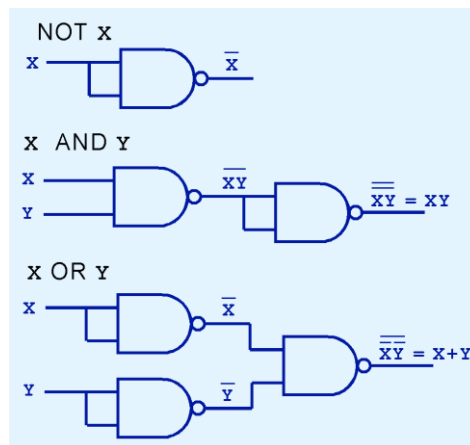 NOT X
X
X̅
X AND Y
X
X̅Y̅
X̿Y̿ = XY
Y
X OR Y
X
X̅
X̿Y̿ = X+Y
Y
Y̅